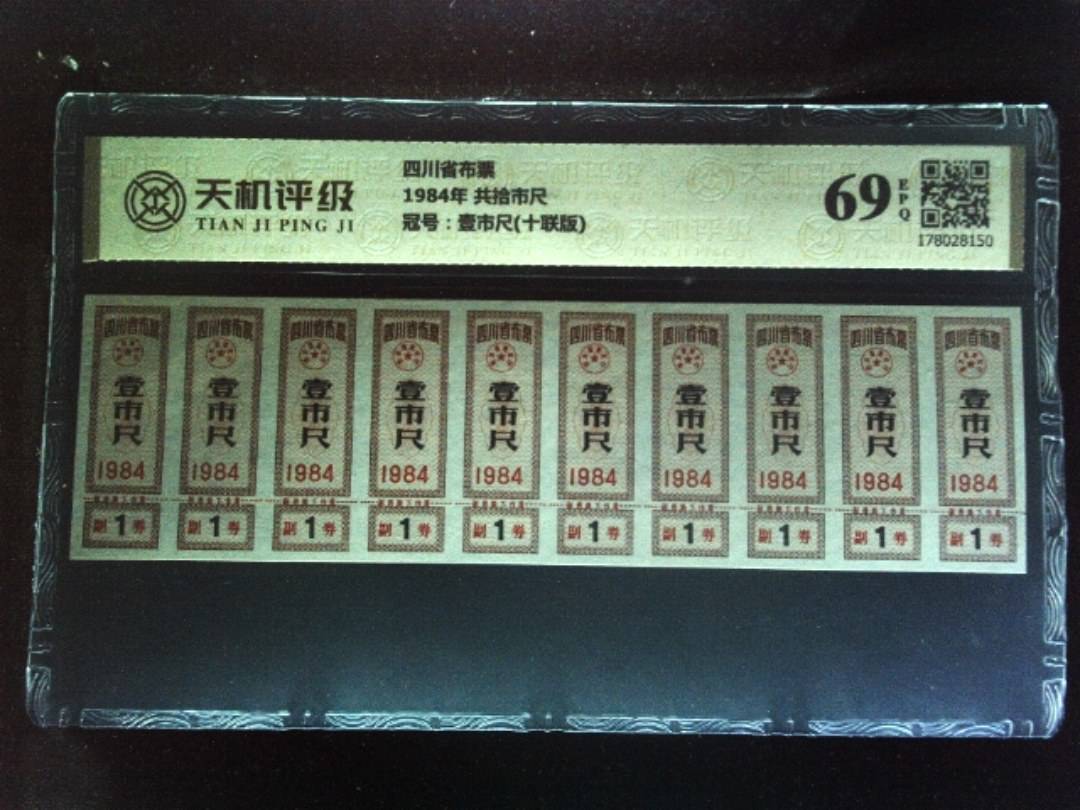 天机评级
TIAN JI PING JI
四川省布票
1984年 共拾市尺
冠号：壹市尺(十联版)
69
EPQ
178028150
四川省布票 四川省布票 四川省布票 四川省布票 四川省布票 四川省布票 四川省布票 四川省布票 四川省布票 四川省布票
壹市尺 壹市尺 壹市尺 壹市尺 壹市尺 壹市尺 壹市尺 壹市尺 壹市尺 壹市尺
1984 1984 1984 1984 1984 1984 1984 1984 1984 1984
副1券 副1券 副1券 副1券 副1券 副1券 副1券 副1券 副1券 副1券